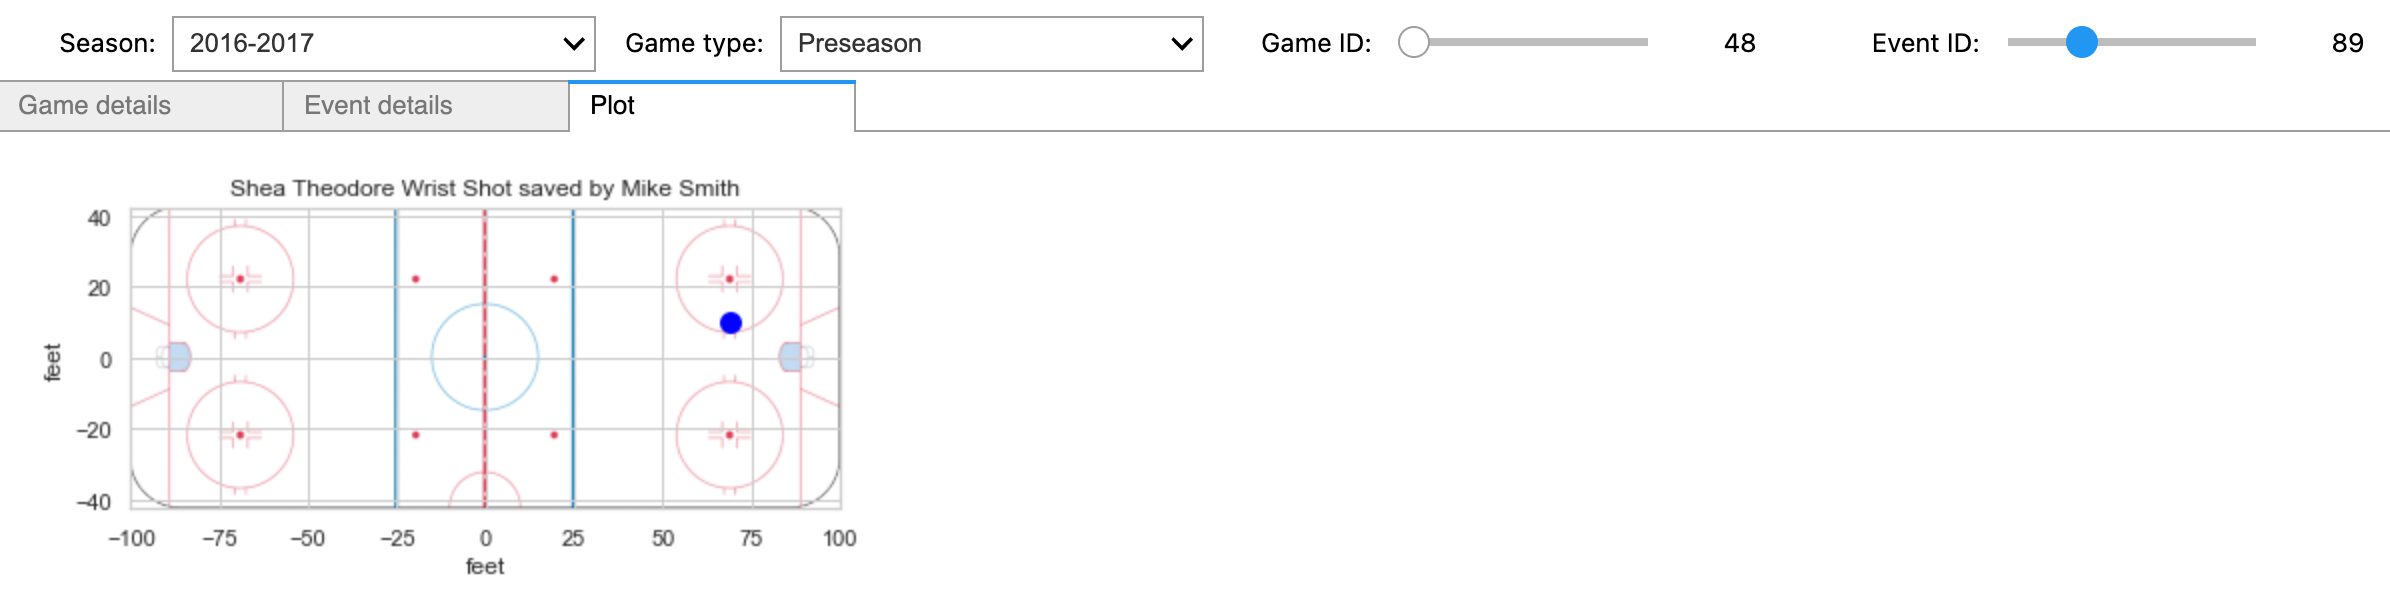 Season: 2016-2017 Game type: Preseason Game ID: 48 Event ID: 89
Game details Event details Plot
Shea Theodore Wrist Shot saved by Mike Smith
40
20
0
−20
−40
feet
−100 −75 −50 −25 0 25 50 75 100
feet